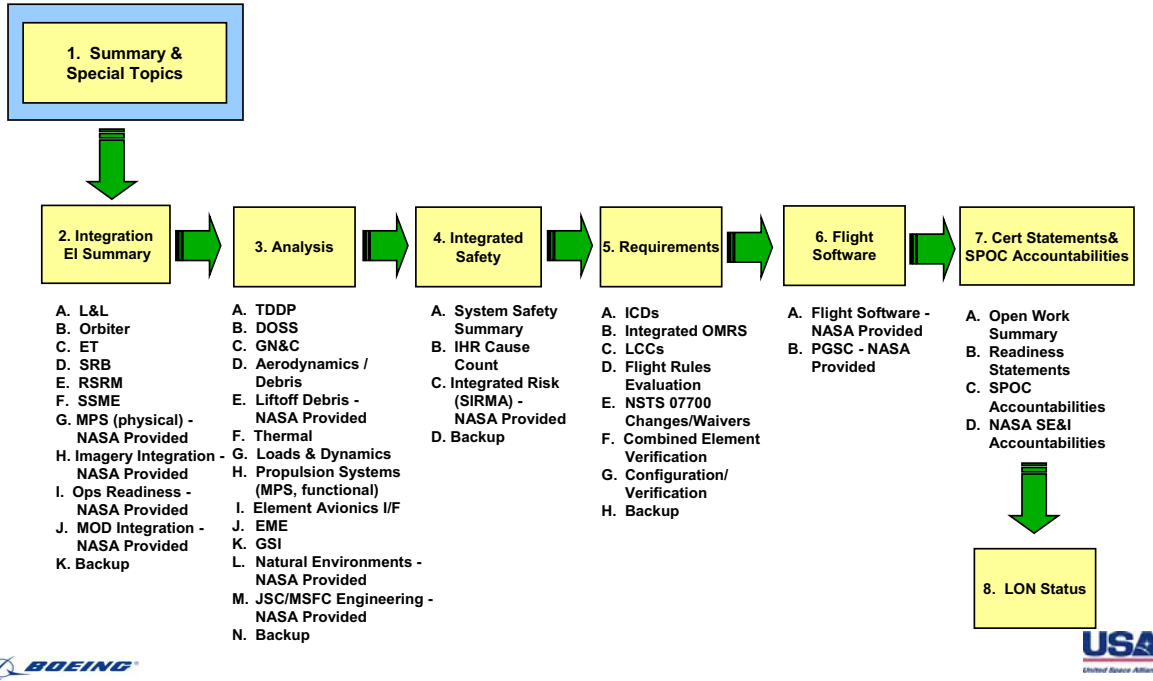 1. Summary &
Special Topics
2. Integration
EI Summary
A. L&L
B. Orbiter
C. ET
D. SRB
E. RSRM
F. SSME
G. MPS (physical) -
NASA Provided
H. Imagery Integration -
NASA Provided
I. Ops Readiness -
NASA Provided
J. MOD Integration -
NASA Provided
K. Backup
3. Analysis
A. TDDP
B. DOSS
C. GN&C
D. Aerodynamics /
Debris
E. Liftoff Debris -
NASA Provided
F. Thermal
G. Loads & Dynamics
H. Propulsion Systems
(MPS, functional)
I. Element Avionics I/F
J. EME
K. GSI
L. Natural Environments -
NASA Provided
M. JSC/MSFC Engineering -
NASA Provided
N. Backup
4. Integrated
Safety
A. System Safety
Summary
B. IHR Cause
Count
C. Integrated Risk
(SIRMA) -
NASA Provided
D. Backup
5. Requirements
A. ICDs
B. Integrated OMRS
C. LCCs
D. Flight Rules
Evaluation
E. NSTS 07700
Changes/Waivers
F. Combined Element
Verification
G. Configuration/
Verification
H. Backup
6. Flight
Software
A. Flight Software -
NASA Provided
B. PGSC - NASA
Provided
7. Cert Statements&
SPOC Accountabilities
A. Open Work
Summary
B. Readiness
Statements
C. SPOC
Accountabilities
D. NASA SE&I
Accountabilities
8. LON Status
BOEING®
USA
United Space Allian